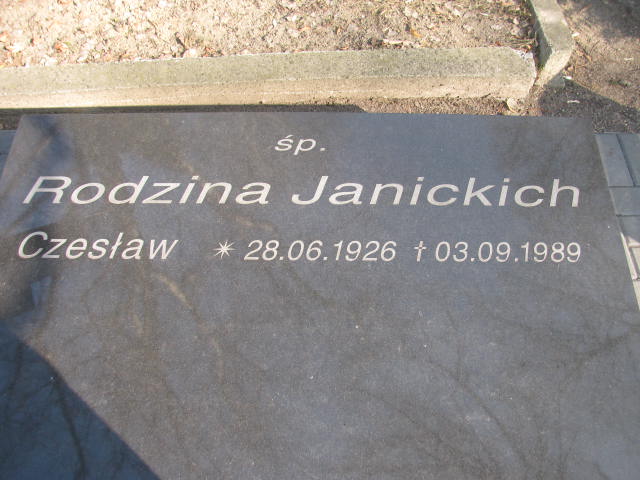 śp.
Rodzina Janickich
Czesław ✴ 28.06.1926 † 03.09.1989